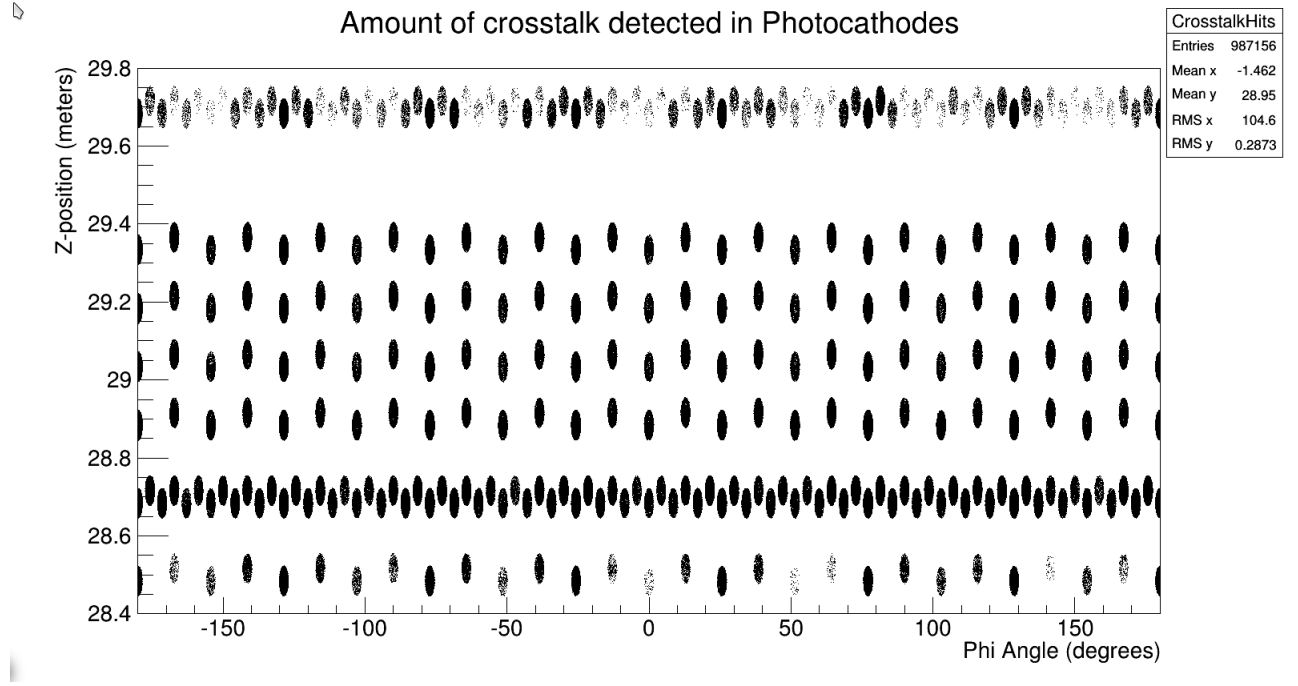 Amount of crosstalk detected in Photocathodes
CrosstalkHits
Entries 987156
Mean x -1.462
Mean y 28.95
RMS x 104.6
RMS y 0.2873
Z-position (meters)
29.8
29.6
29.4
29.2
29
28.8
28.6
28.4
-150 -100 -50 0 50 100 150
Phi Angle (degrees)